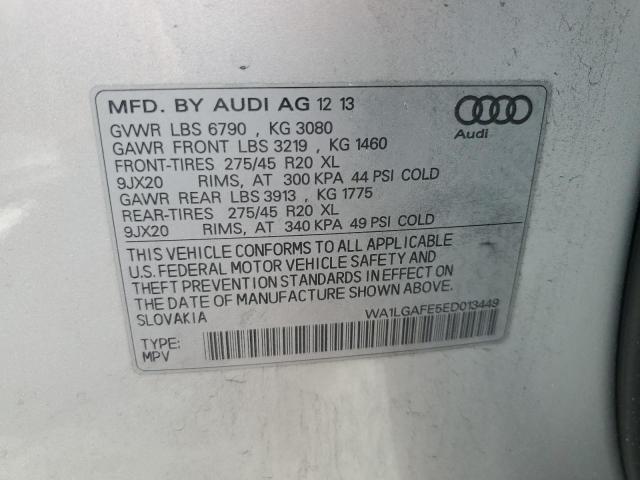 MFD. BY AUDI AG 12 13
Audi
GVWR LBS 6790 , KG 3080
GAWR FRONT LBS 3219 , KG 1460
FRONT-TIRES 275/45 R20 XL
9JX20 RIMS, AT 300 KPA 44 PSI COLD
GAWR REAR LBS 3913 , KG 1775
REAR-TIRES 275/45 R20 XL
9JX20 RIMS, AT 340 KPA 49 PSI COLD
THIS VEHICLE CONFORMS TO ALL APPLICABLE
U.S. FEDERAL MOTOR VEHICLE SAFETY AND
THEFT PREVENTION STANDARDS IN EFFECT ON
THE DATE OF MANUFACTURE SHOWN ABOVE.
SLOVAKIA
WA1LGAFE5ED013449
TYPE:
MPV